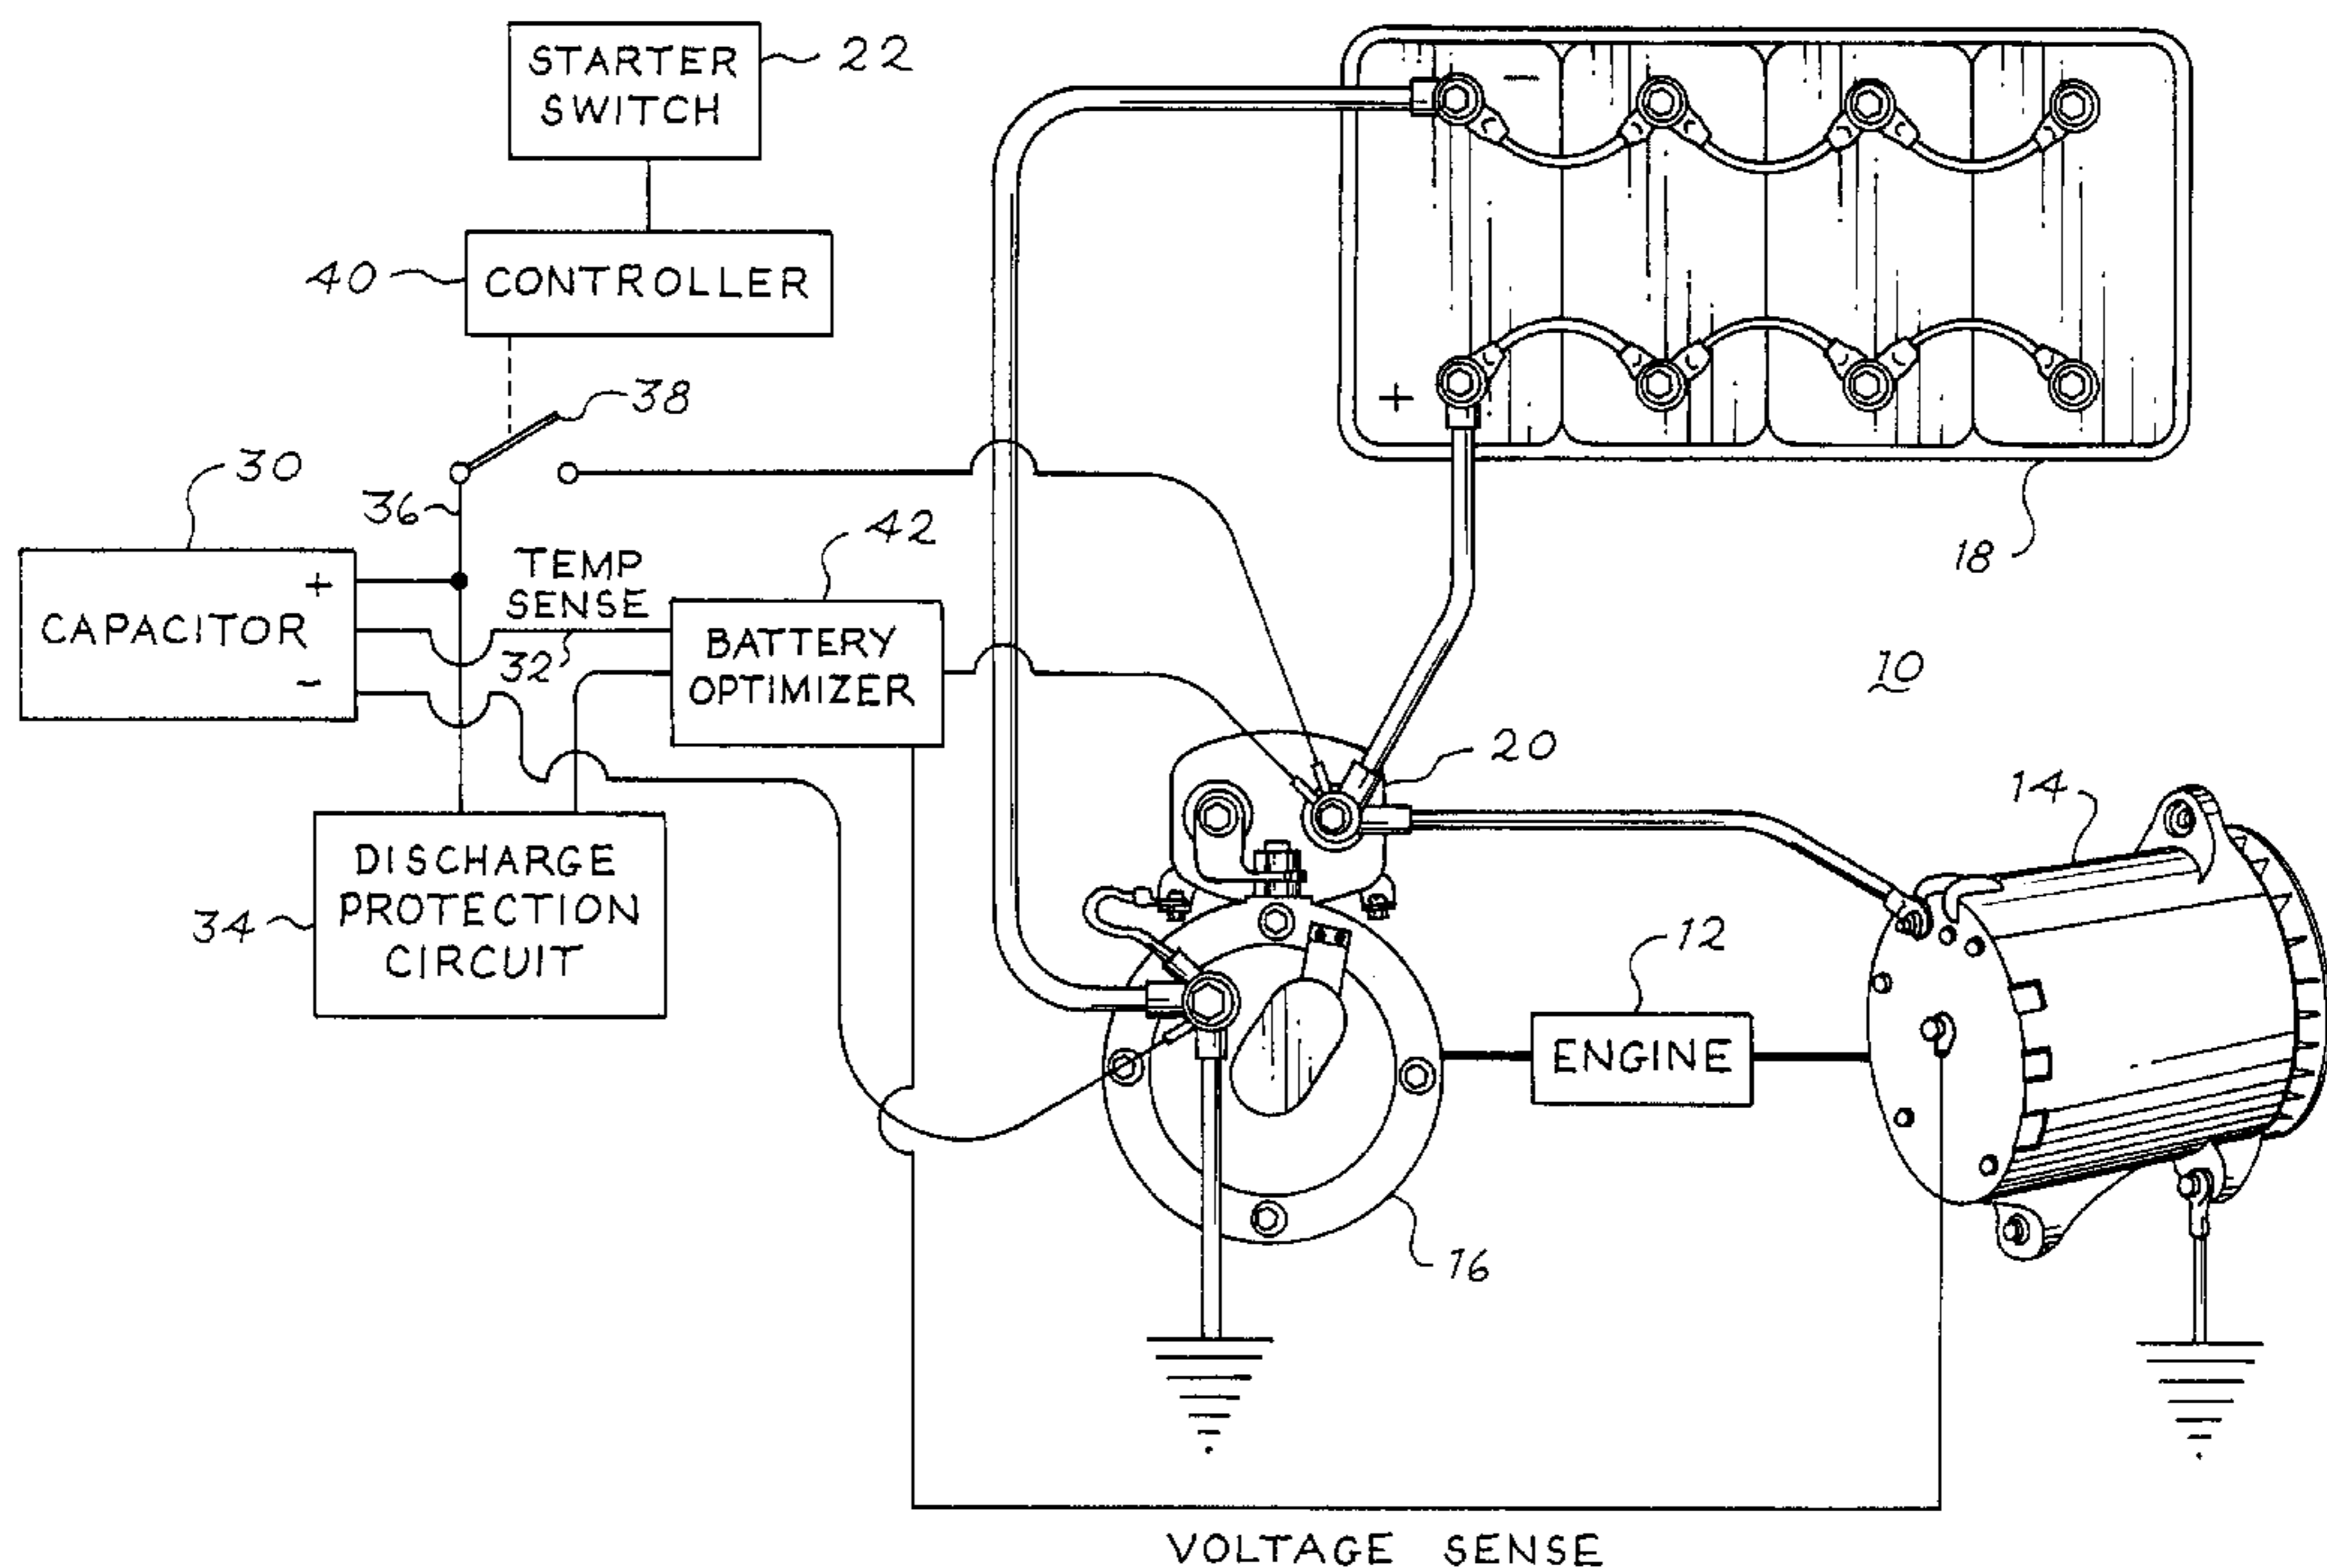 STARTER
SWITCH
22
40
CONTROLLER
38
30
36
42
CAPACITOR
+
-
TEMP
SENSE
32
BATTERY
OPTIMIZER
-
+
18
10
20
14
34
DISCHARGE
PROTECTION
CIRCUIT
12
ENGINE
16
VOLTAGE SENSE